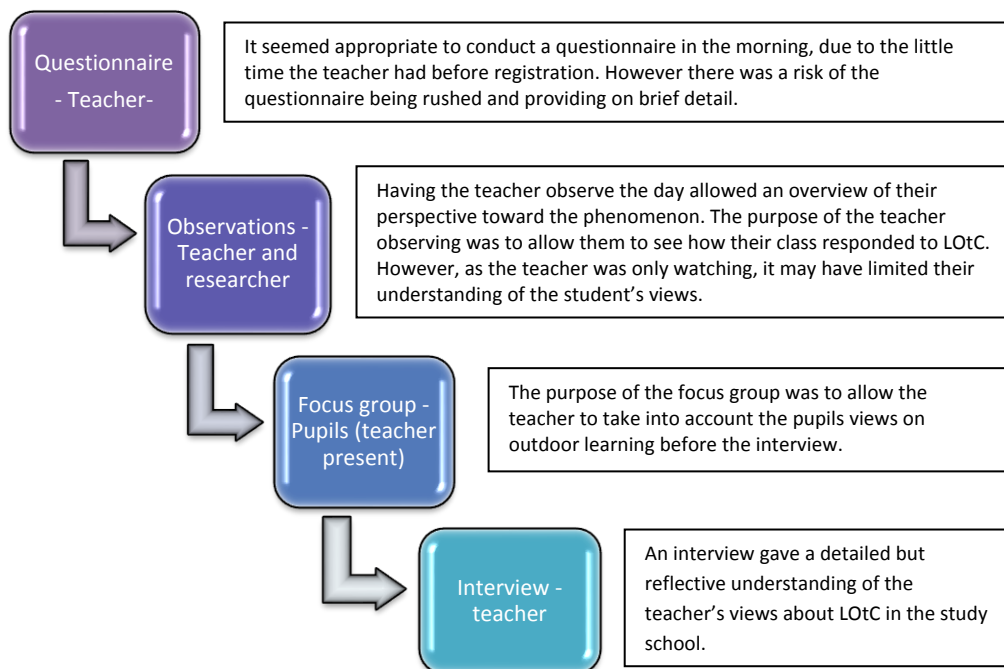 Questionnaire
- Teacher-
It seemed appropriate to conduct a questionnaire in the morning, due to the little
time the teacher had before registration. However there was a risk of the
questionnaire being rushed and providing on brief detail.
Observations -
Teacher and
researcher
Having the teacher observe the day allowed an overview of their
perspective toward the phenomenon. The purpose of the teacher
observing was to allow them to see how their class responded to LOtC.
However, as the teacher was only watching, it may have limited their
understanding of the student’s views.
Focus group -
Pupils (teacher
present)
The purpose of the focus group was to allow the
teacher to take into account the pupils views on
outdoor learning before the interview.
Interview -
teacher
An interview gave a detailed but
reflective understanding of the
teacher’s views about LOtC in the study
school.